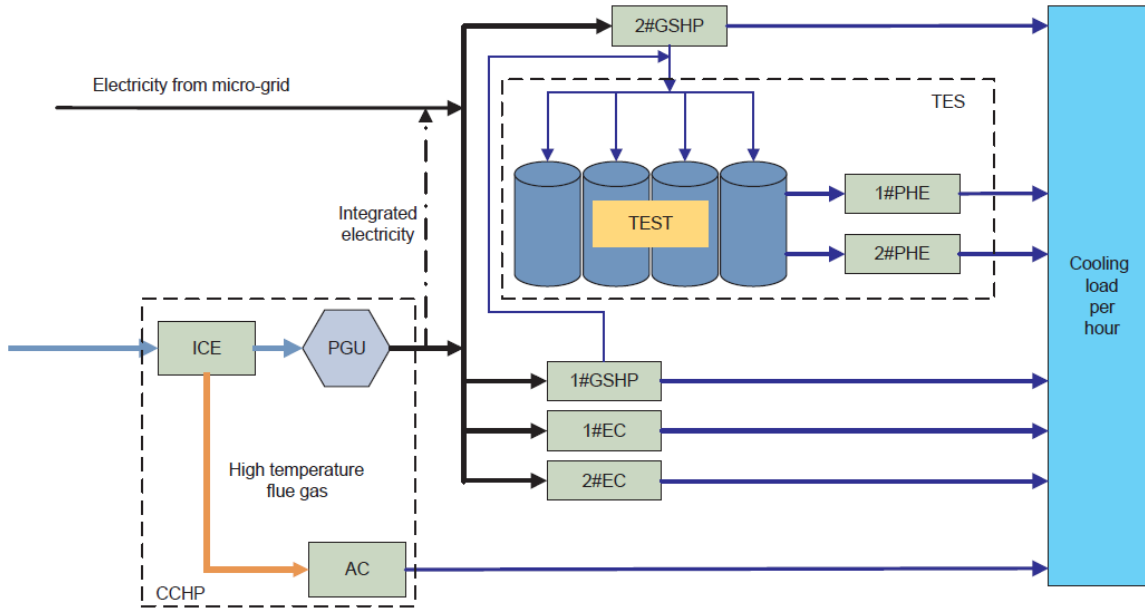 2#GSHP
Electricity from micro-grid
TES
1#PHE
TEST
2#PHE
Integrated
electricity
Cooling
load
per
hour
ICE
PGU
1#GSHP
1#EC
High temperature
flue gas
2#EC
AC
CCHP